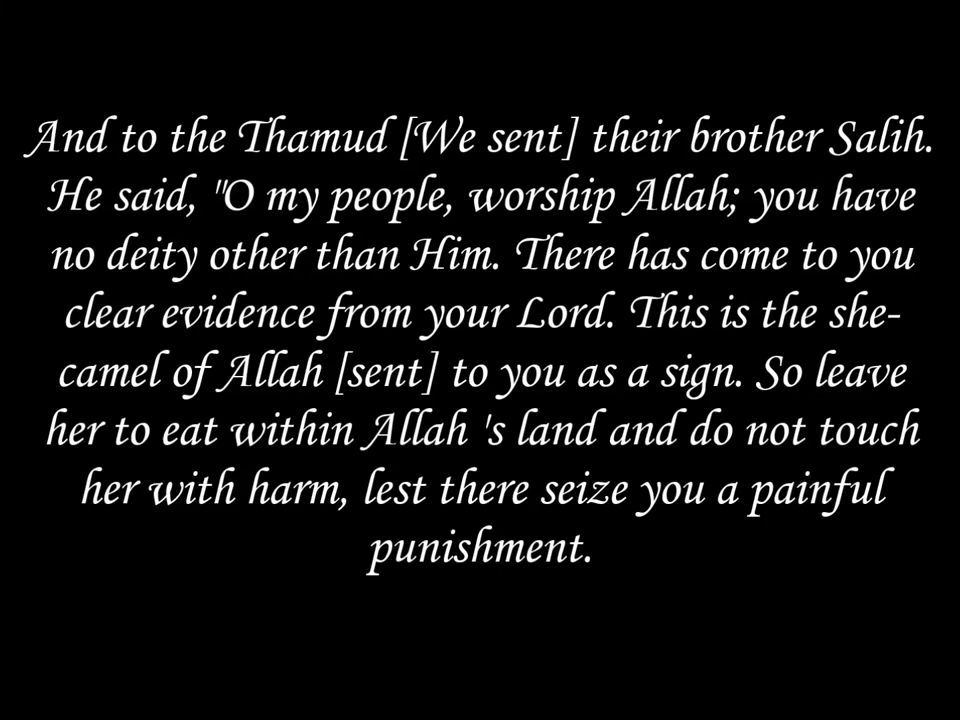 And to the Thamud [We sent] their brother Salih.
He said, "O my people, worship Allah; you have
no deity other than Him. There has come to you
clear evidence from your Lord. This is the she-
camel of Allah [sent] to you as a sign. So leave
her to eat within Allah 's land and do not touch
her with harm, lest there seize you a painful
punishment.